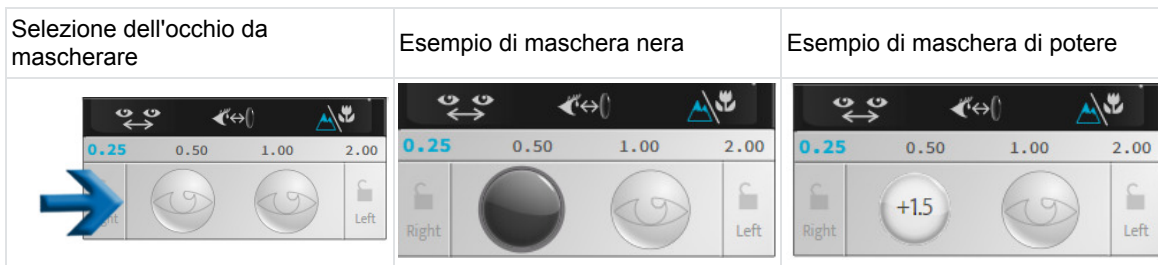 Selezione dell'occhio da
mascherare
Esempio di maschera nera
Esempio di maschera di potere
0.25 0.50 1.00 2.00
Left
0.25 0.50 1.00 2.00
Right Left
0.25 0.50 1.00 2.00
Right +1.5 Left